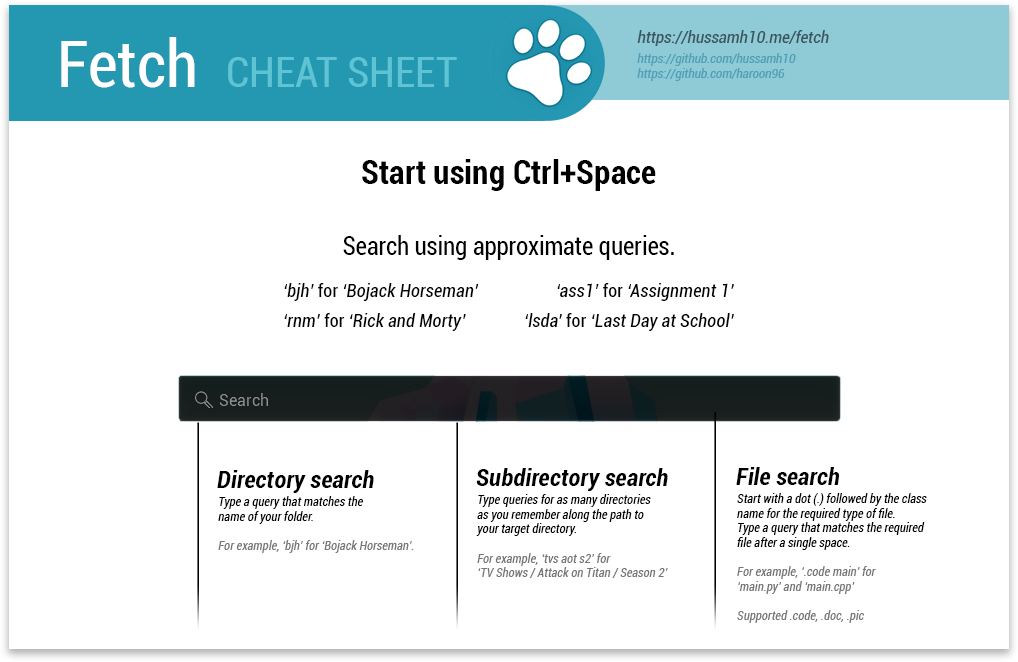 Fetch CHEAT SHEET
https://hussamh10.me/fetch
https://github.com/hussamh10
https://github.com/haroon96
Start using Ctrl+Space
Search using approximate queries.
‘bjh’ for ‘Bojack Horseman’
‘ass1’ for ‘Assignment 1’
‘rnm’ for ‘Rick and Morty’
‘lsda’ for ‘Last Day at School’
Search
Directory search
Type a query that matches the
name of your folder.
For example, ‘bjh’ for ‘Bojack Horseman’.
Subdirectory search
Type queries for as many directories
as you remember along the path to
your target directory.
For example, ‘tvs aot s2’ for
‘TV Shows / Attack on Titan / Season 2’
File search
Start with a dot (.) followed by the class
name for the required type of file.
Type a query that matches the required
file after a single space.
For example, ‘.code main’ for
‘main.py’ and ‘main.cpp’
Supported .code, .doc, .pic